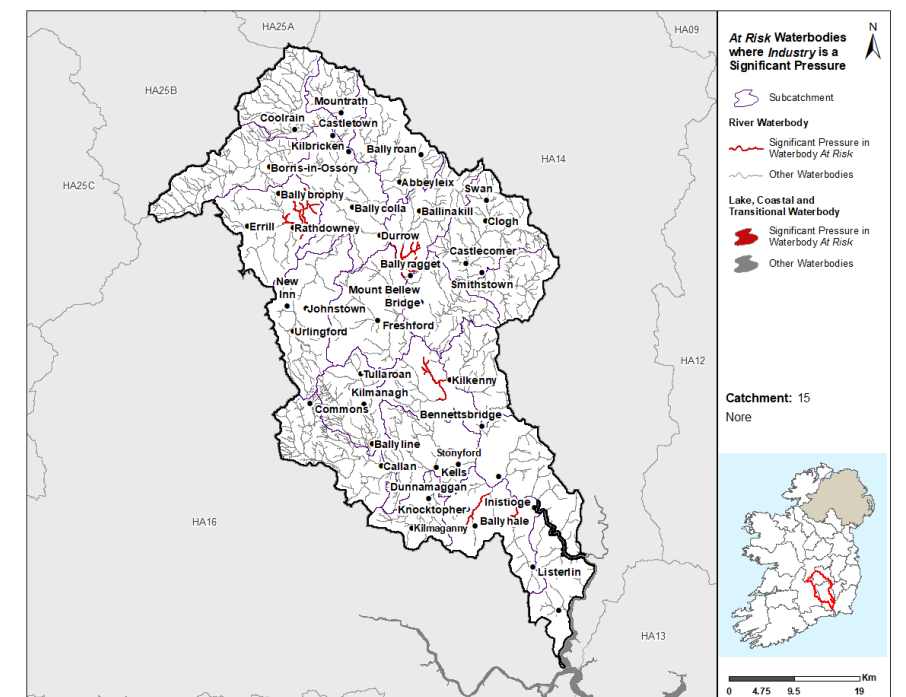 HA25A
HA09
HA25B
HA14
HA25C
HA12
HA16
HA13
Mountrath
Coolrain
Castletown
Kilbricken
Ballyroan
Borris-in-Ossory
Abbeyleix
Swan
Ballybrophy
Ballycolla
Ballinakill
Clogh
Errill
Rathdowney
Durrow
Castlecomer
Ballyragget
New
Inn
Mount Bellew
Bridge
Smithstown
Johnstown
Freshford
Urlingford
Tullaroan
Kilkenny
Kilmanagh
Commons
Bennettsbridge
Ballyline
Stonyford
Callan
Kells
Dunnamaggan
Inistioge
Knocktopher
Ballyhale
Kilmaganny
Listerlin
At Risk Waterbodies
where Industry is a
Significant Pressure
N
Subcatchment
River Waterbody
Significant Pressure in
Waterbody At Risk
Other Waterbodies
Lake, Coastal and
Transitional Waterbody
Significant Pressure in
Waterbody At Risk
Other Waterbodies
Catchment: 15
Nore
Km
0 4.75 9.5 19